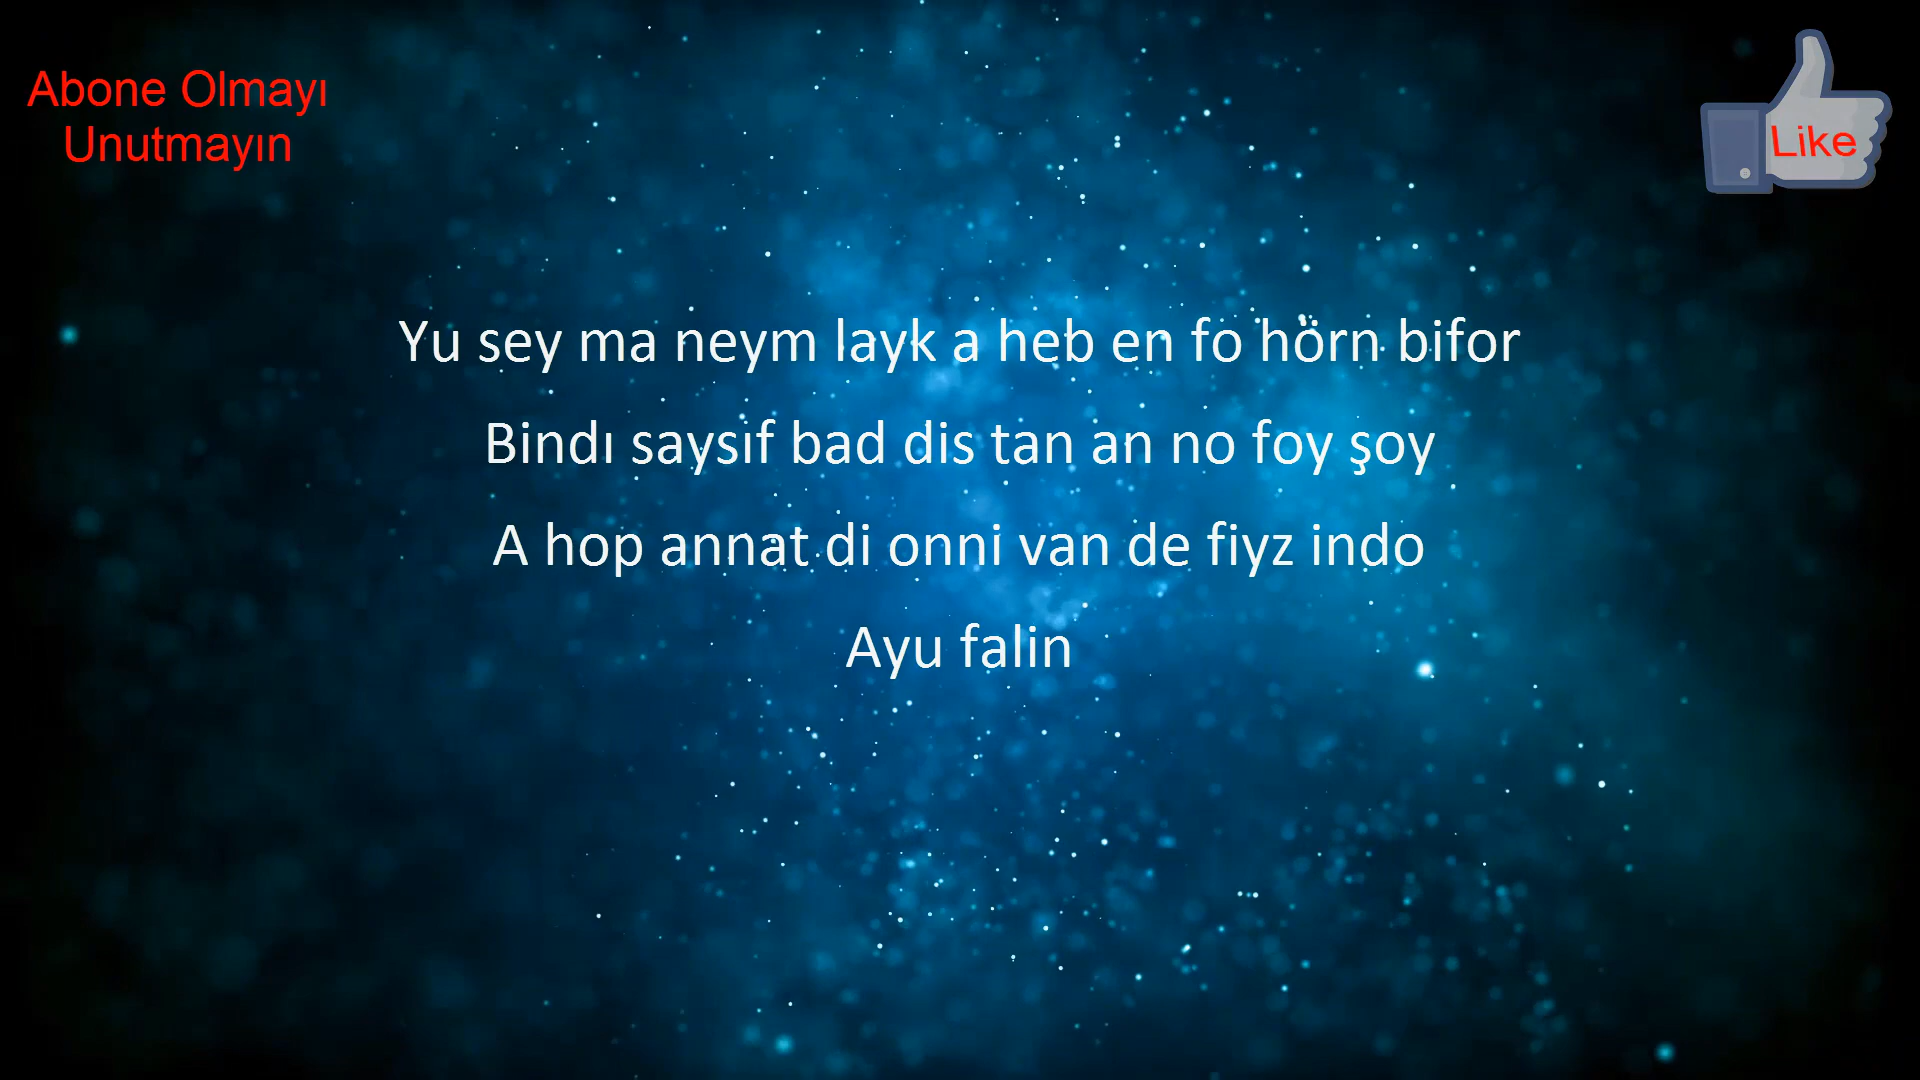 Abone Olmayı
Unutmayın
Like
Yu sey ma neym layk a heb en fo hörn bifor
Bindı saysıf bad dis tan an no foy şoy
A hop annat di onni van de fiyz indo
Ayu falin